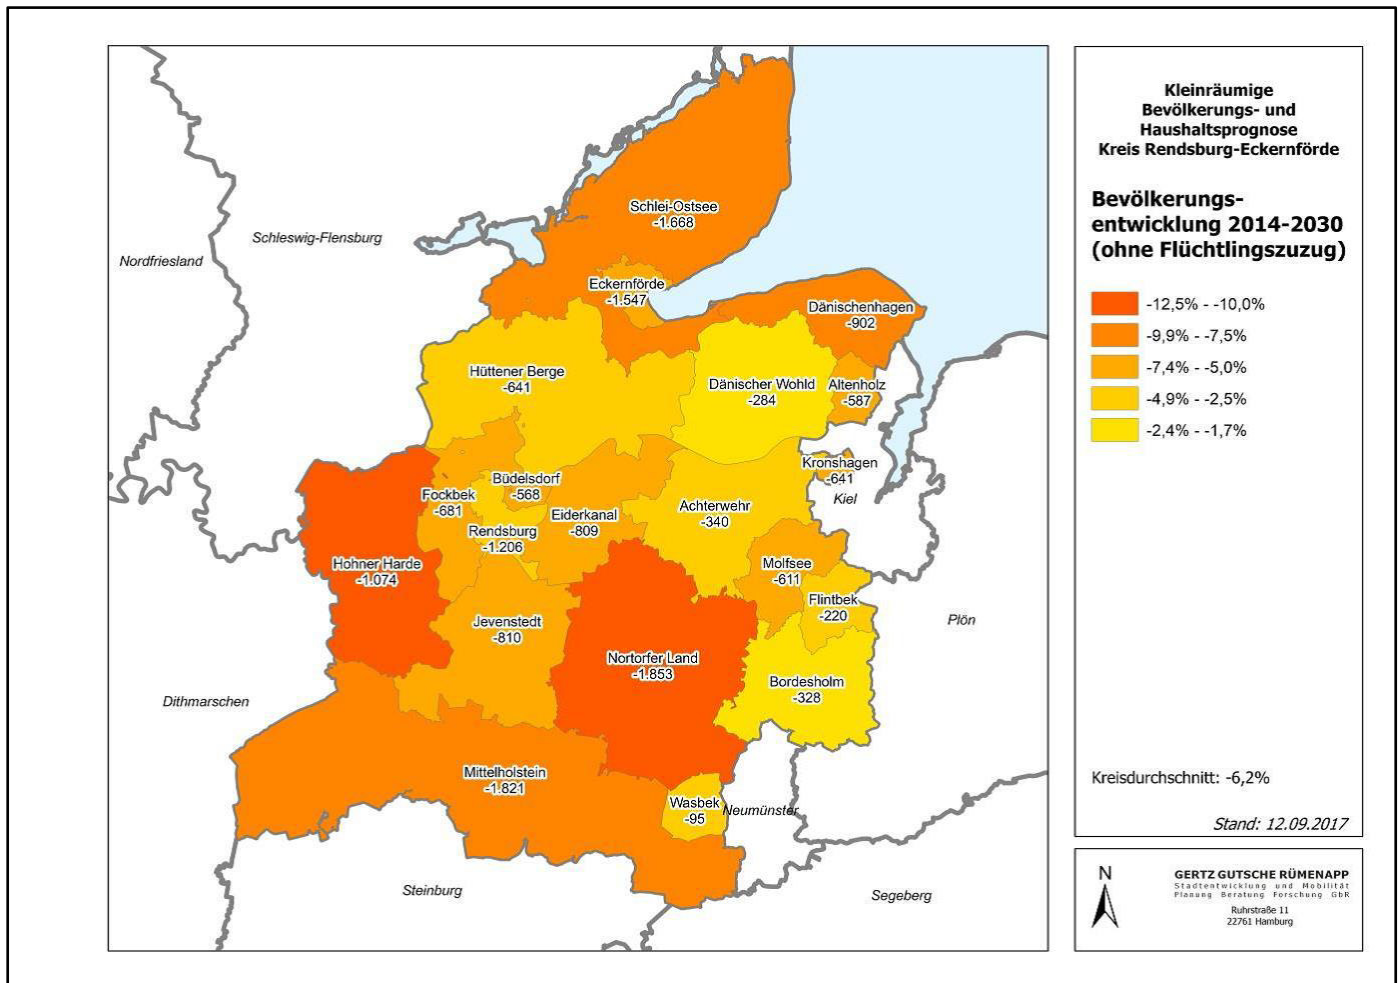 Schlei-Ostsee
-1.668
Schleswig-Flensburg
Nordfriesland
Eckernförde
-1.547
Dänischenhagen
-902
Hüttener Berge
-641
Dänischer Wohld
-284
Altenholz
-587
Kronshagen
-641
Kiel
Büdelsdorf
-568
Fockbek
-681
Eiderkanal
-809
Achterwehr
-340
Rendsburg
-1.206
Hohner Harde
-1.074
Molfsee
-611
Flintbek
-220
Plön
Jevenstedt
-810
Nortorfer Land
-1.853
Bordesholm
-328
Dithmarschen
Mittelholstein
-1.821
Wasbek
-95
Neumünster
Steinburg
Segeberg
Kleinräumige
Bevölkerungs- und
Haushaltsprognose
Kreis Rendsburg-Eckernförde
Bevölkerungs-
entwicklung 2014-2030
(ohne Flüchtlingszuzug)
-12,5% - -10,0%
-9,9% - -7,5%
-7,4% - -5,0%
-4,9% - -2,5%
-2,4% - -1,7%
Kreisdurchschnitt: -6,2%
Stand: 12.09.2017
N
GERTZ GUTSCHE RÜMENAPP
Stadtentwicklung und Mobilität
Planung Beratung Forschung GbR
Ruhrstraße 11
22761 Hamburg